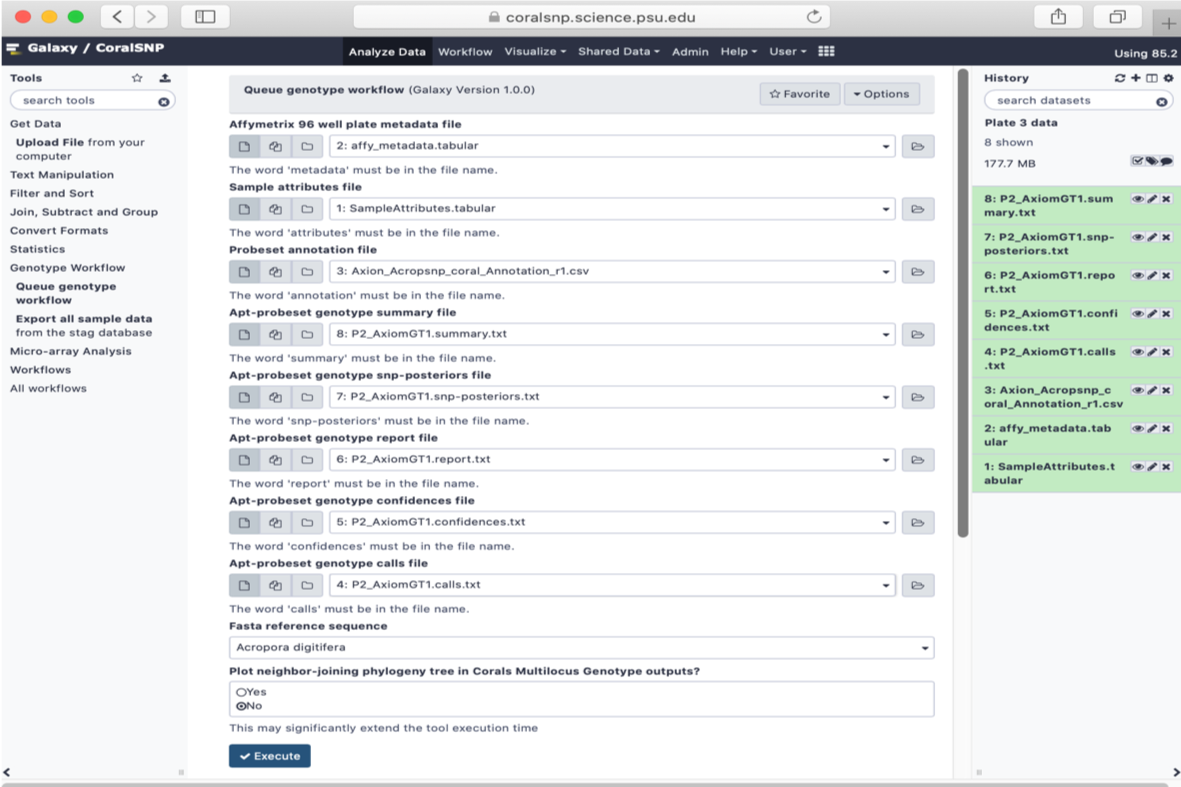 coralsnp.science.psu.edu
Galaxy / CoralSNP
Analyze Data Workflow Visualize Shared Data Admin Help User
Using 85.2
Tools
search tools
Get Data
Upload File from your
computer
Text Manipulation
Filter and Sort
Join, Subtract and Group
Convert Formats
Statistics
Genotype Workflow
Queue genotype
workflow
Export all sample data
from the stag database
Micro-array Analysis
Workflows
All workflows
Queue genotype workflow (Galaxy Version 1.0.0)
Favorite
Options
Affymetrix 96 well plate metadata file
2: affy_metadata.tabular
The word 'metadata' must be in the file name.
Sample attributes file
1: SampleAttributes.tabular
The word 'attributes' must be in the file name.
Probeset annotation file
3: Axion_Acropsnp_coral_Annotation_r1.csv
The word 'annotation' must be in the file name.
Apt-probeset genotype summary file
8: P2_AxiomGT1.summary.txt
The word 'summary' must be in the file name.
Apt-probeset genotype snp-posteriors file
7: P2_AxiomGT1.snp-posteriors.txt
The word 'snp-posteriors' must be in the file name.
Apt-probeset genotype report file
6: P2_AxiomGT1.report.txt
The word 'report' must be in the file name.
Apt-probeset genotype confidences file
5: P2_AxiomGT1.confidences.txt
The word 'confidences' must be in the file name.
Apt-probeset genotype calls file
4: P2_AxiomGT1.calls.txt
The word 'calls' must be in the file name.
Fasta reference sequence
Acropora digitifera
Plot neighbor-joining phylogeny tree in Corals Multilocus Genotype outputs?
Yes
No
This may significantly extend the tool execution time
Execute
History
search datasets
Plate 3 data
8 shown
177.7 MB
8: P2_AxiomGT1.sum
mary.txt
7: P2_AxiomGT1.snp-
posteriors.txt
6: P2_AxiomGT1.repo
rt.txt
5: P2_AxiomGT1.confi
dences.txt
4: P2_AxiomGT1.calls
.txt
3: Axion_Acropsnp_c
oral_Annotation_r1.csv
2: affy_metadata.tab
ular
1: SampleAttributes.t
abular